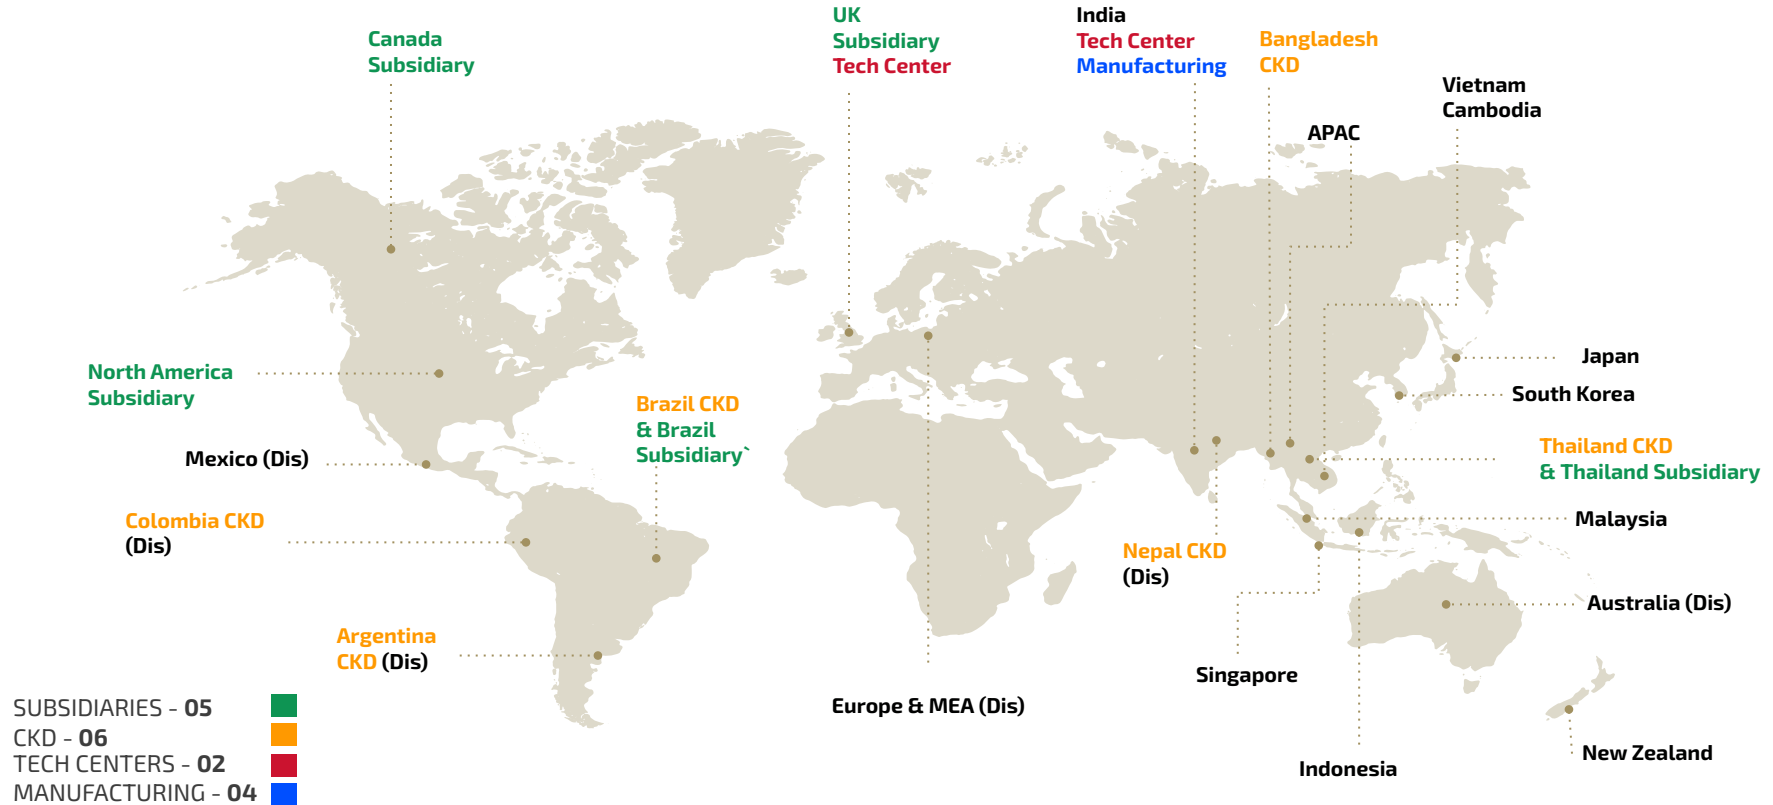 Canada
Subsidiary
UK
Subsidiary
Tech Center
India
Tech Center
Manufacturing
Bangladesh
CKD
Vietnam
Cambodia
APAC
Japan
South Korea
North America
Subsidiary
Brazil CKD
& Brazil
Subsidiary`
Mexico (Dis)
Thailand CKD
& Thailand Subsidiary
Colombia CKD
(Dis)
Malaysia
Nepal CKD
(Dis)
Australia (Dis)
Argentina
CKD (Dis)
Singapore
Europe & MEA (Dis)
New Zealand
Indonesia
SUBSIDIARIES - 05
CKD - 06
TECH CENTERS - 02
MANUFACTURING - 04